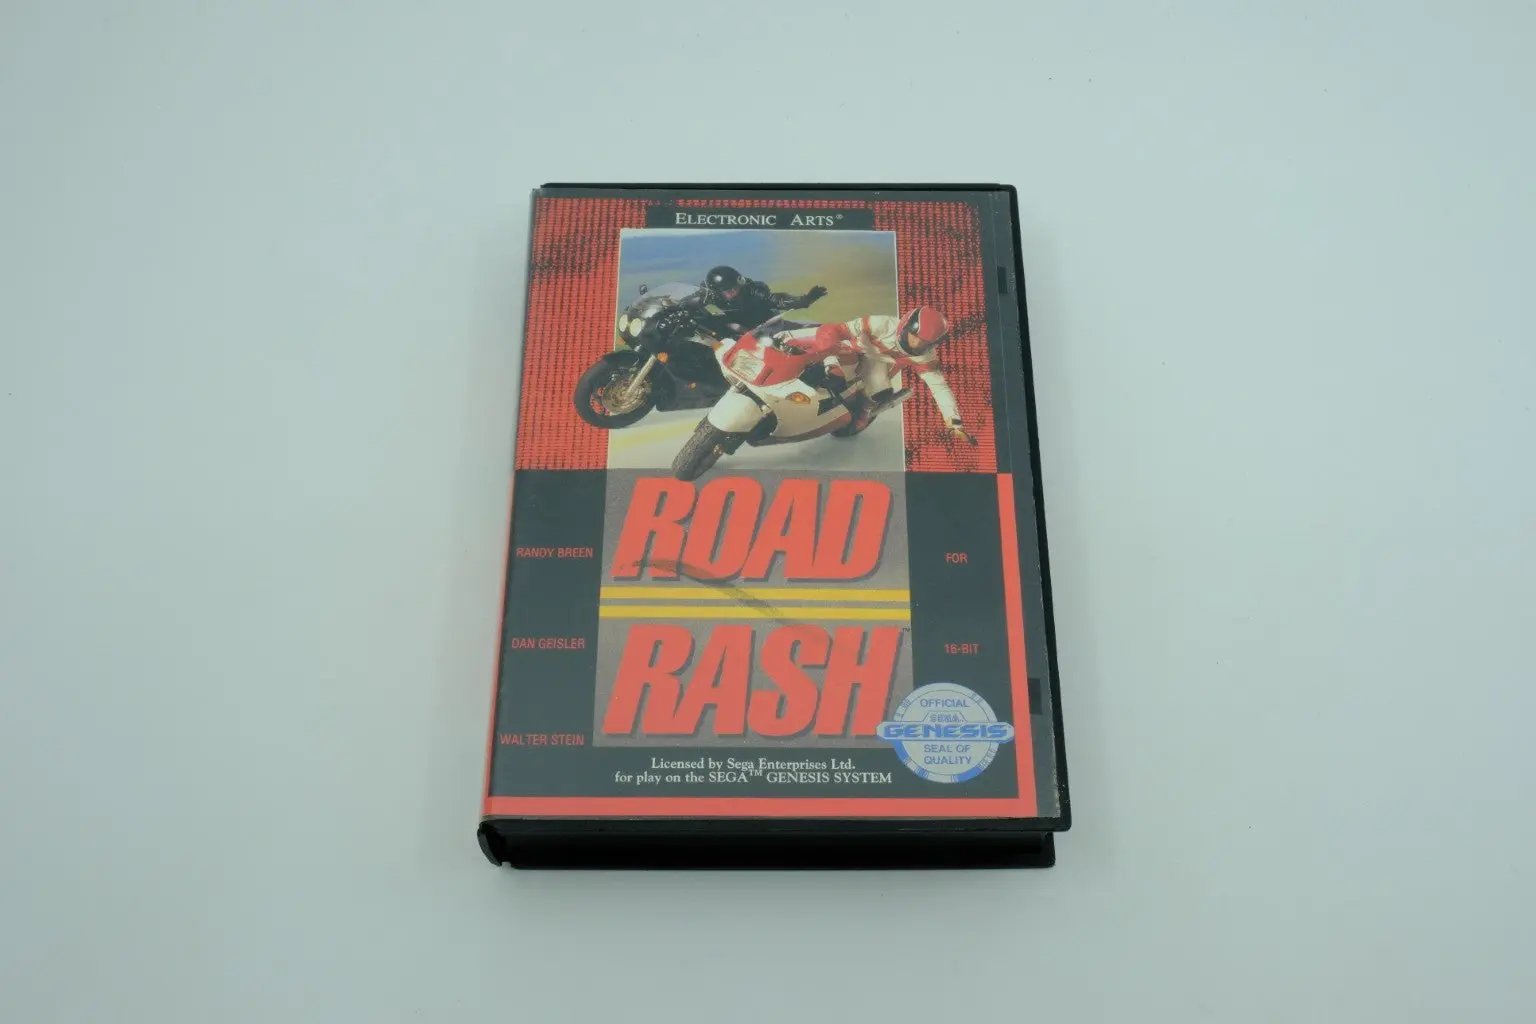 ELECTRONIC ARTS®
ROAD
RANDY BREEN
FOR
DAN GEISLER
16-BIT
RASH™
WALTER STEIN
OFFICIAL
SEGA
GENESIS
SEAL OF
QUALITY
Licensed by Sega Enterprises Ltd.
for play on the SEGA™ GENESIS SYSTEM